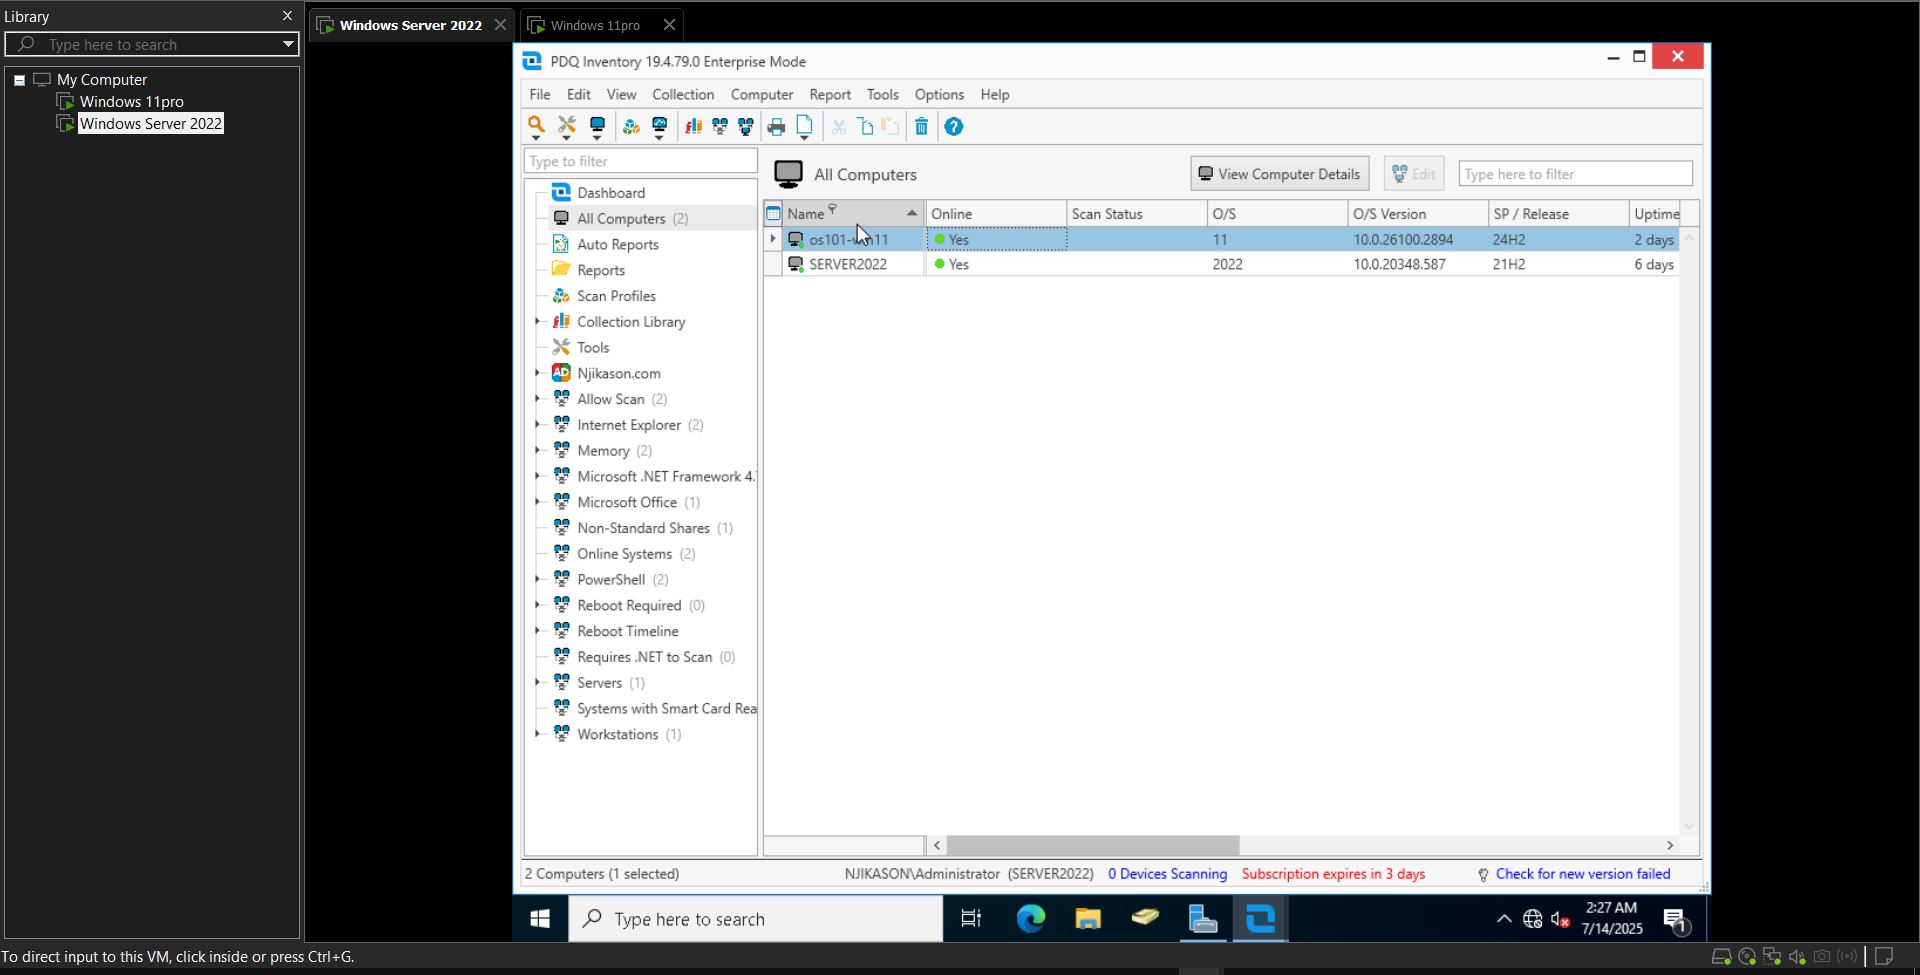 Library
Type here to search
My Computer
Windows 11pro
Windows Server 2022
Windows Server 2022
Windows 11pro
PDQ Inventory 19.4.79.0 Enterprise Mode
File Edit View Collection Computer Report Tools Options Help
Type to filter
Dashboard
All Computers (2)
Auto Reports
Reports
Scan Profiles
Collection Library
Tools
AD Njikason.com
Allow Scan (2)
Internet Explorer (2)
Memory (2)
Microsoft .NET Framework 4.
Microsoft Office (1)
Non-Standard Shares (1)
Online Systems (2)
PowerShell (2)
Reboot Required (0)
Reboot Timeline
Requires .NET to Scan (0)
Servers (1)
Systems with Smart Card Rea
Workstations (1)
All Computers
View Computer Details
Edit
Type here to filter
Name Online Scan Status O/S O/S Version SP / Release Uptime
os101-win11 Yes 11 10.0.26100.2894 24H2 2 days
SERVER2022 Yes 2022 10.0.20348.587 21H2 6 days
2 Computers (1 selected) NJIKASON\Administrator (SERVER2022) 0 Devices Scanning Subscription expires in 3 days Check for new version failed
Type here to search
2:27 AM
7/14/2025
1
To direct input to this VM, click inside or press Ctrl+G.